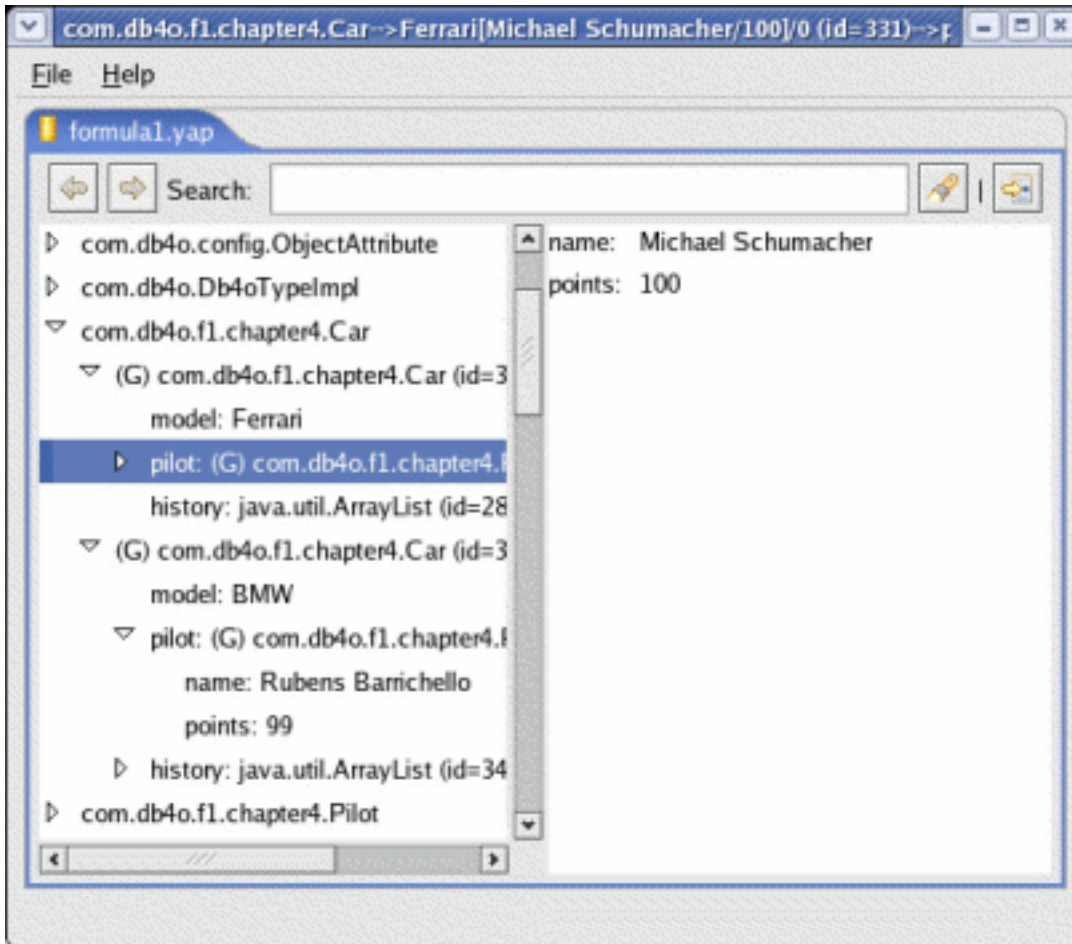 com.db4o.f1.chapter4.Car-->Ferrari[Michael Schumacher/100]/0 (id=331)-->p
File Help
formula1.yap
Search: |
com.db4o.config.ObjectAttribute
com.db4o.Db4oTypeImpl
com.db4o.f1.chapter4.Car
(G) com.db4o.f1.chapter4.Car (id=3
model: Ferrari
pilot: (G) com.db4o.f1.chapter4.P
history: java.util.ArrayList (id=28
(G) com.db4o.f1.chapter4.Car (id=3
model: BMW
pilot: (G) com.db4o.f1.chapter4.P
name: Rubens Barrichello
points: 99
history: java.util.ArrayList (id=34
com.db4o.f1.chapter4.Pilot
name: Michael Schumacher
points: 100